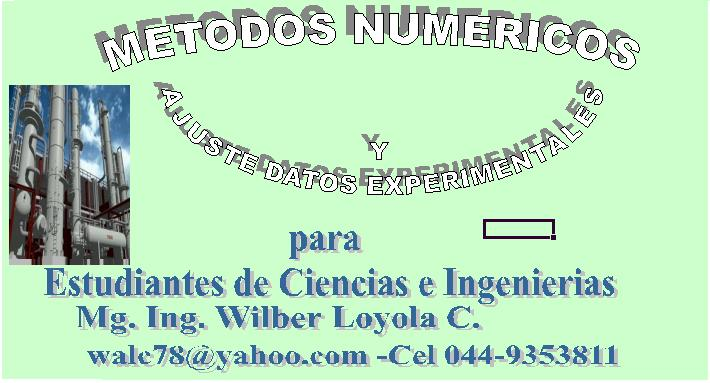 METODOS NUMERICOS
Y
AJUSTE DATOS EXPERIMENTALES
para
Estudiantes de Ciencias e Ingenierias
Mg. Ing. Wilber Loyola C.
walc78@yahoo.com -Cel 044-9353811